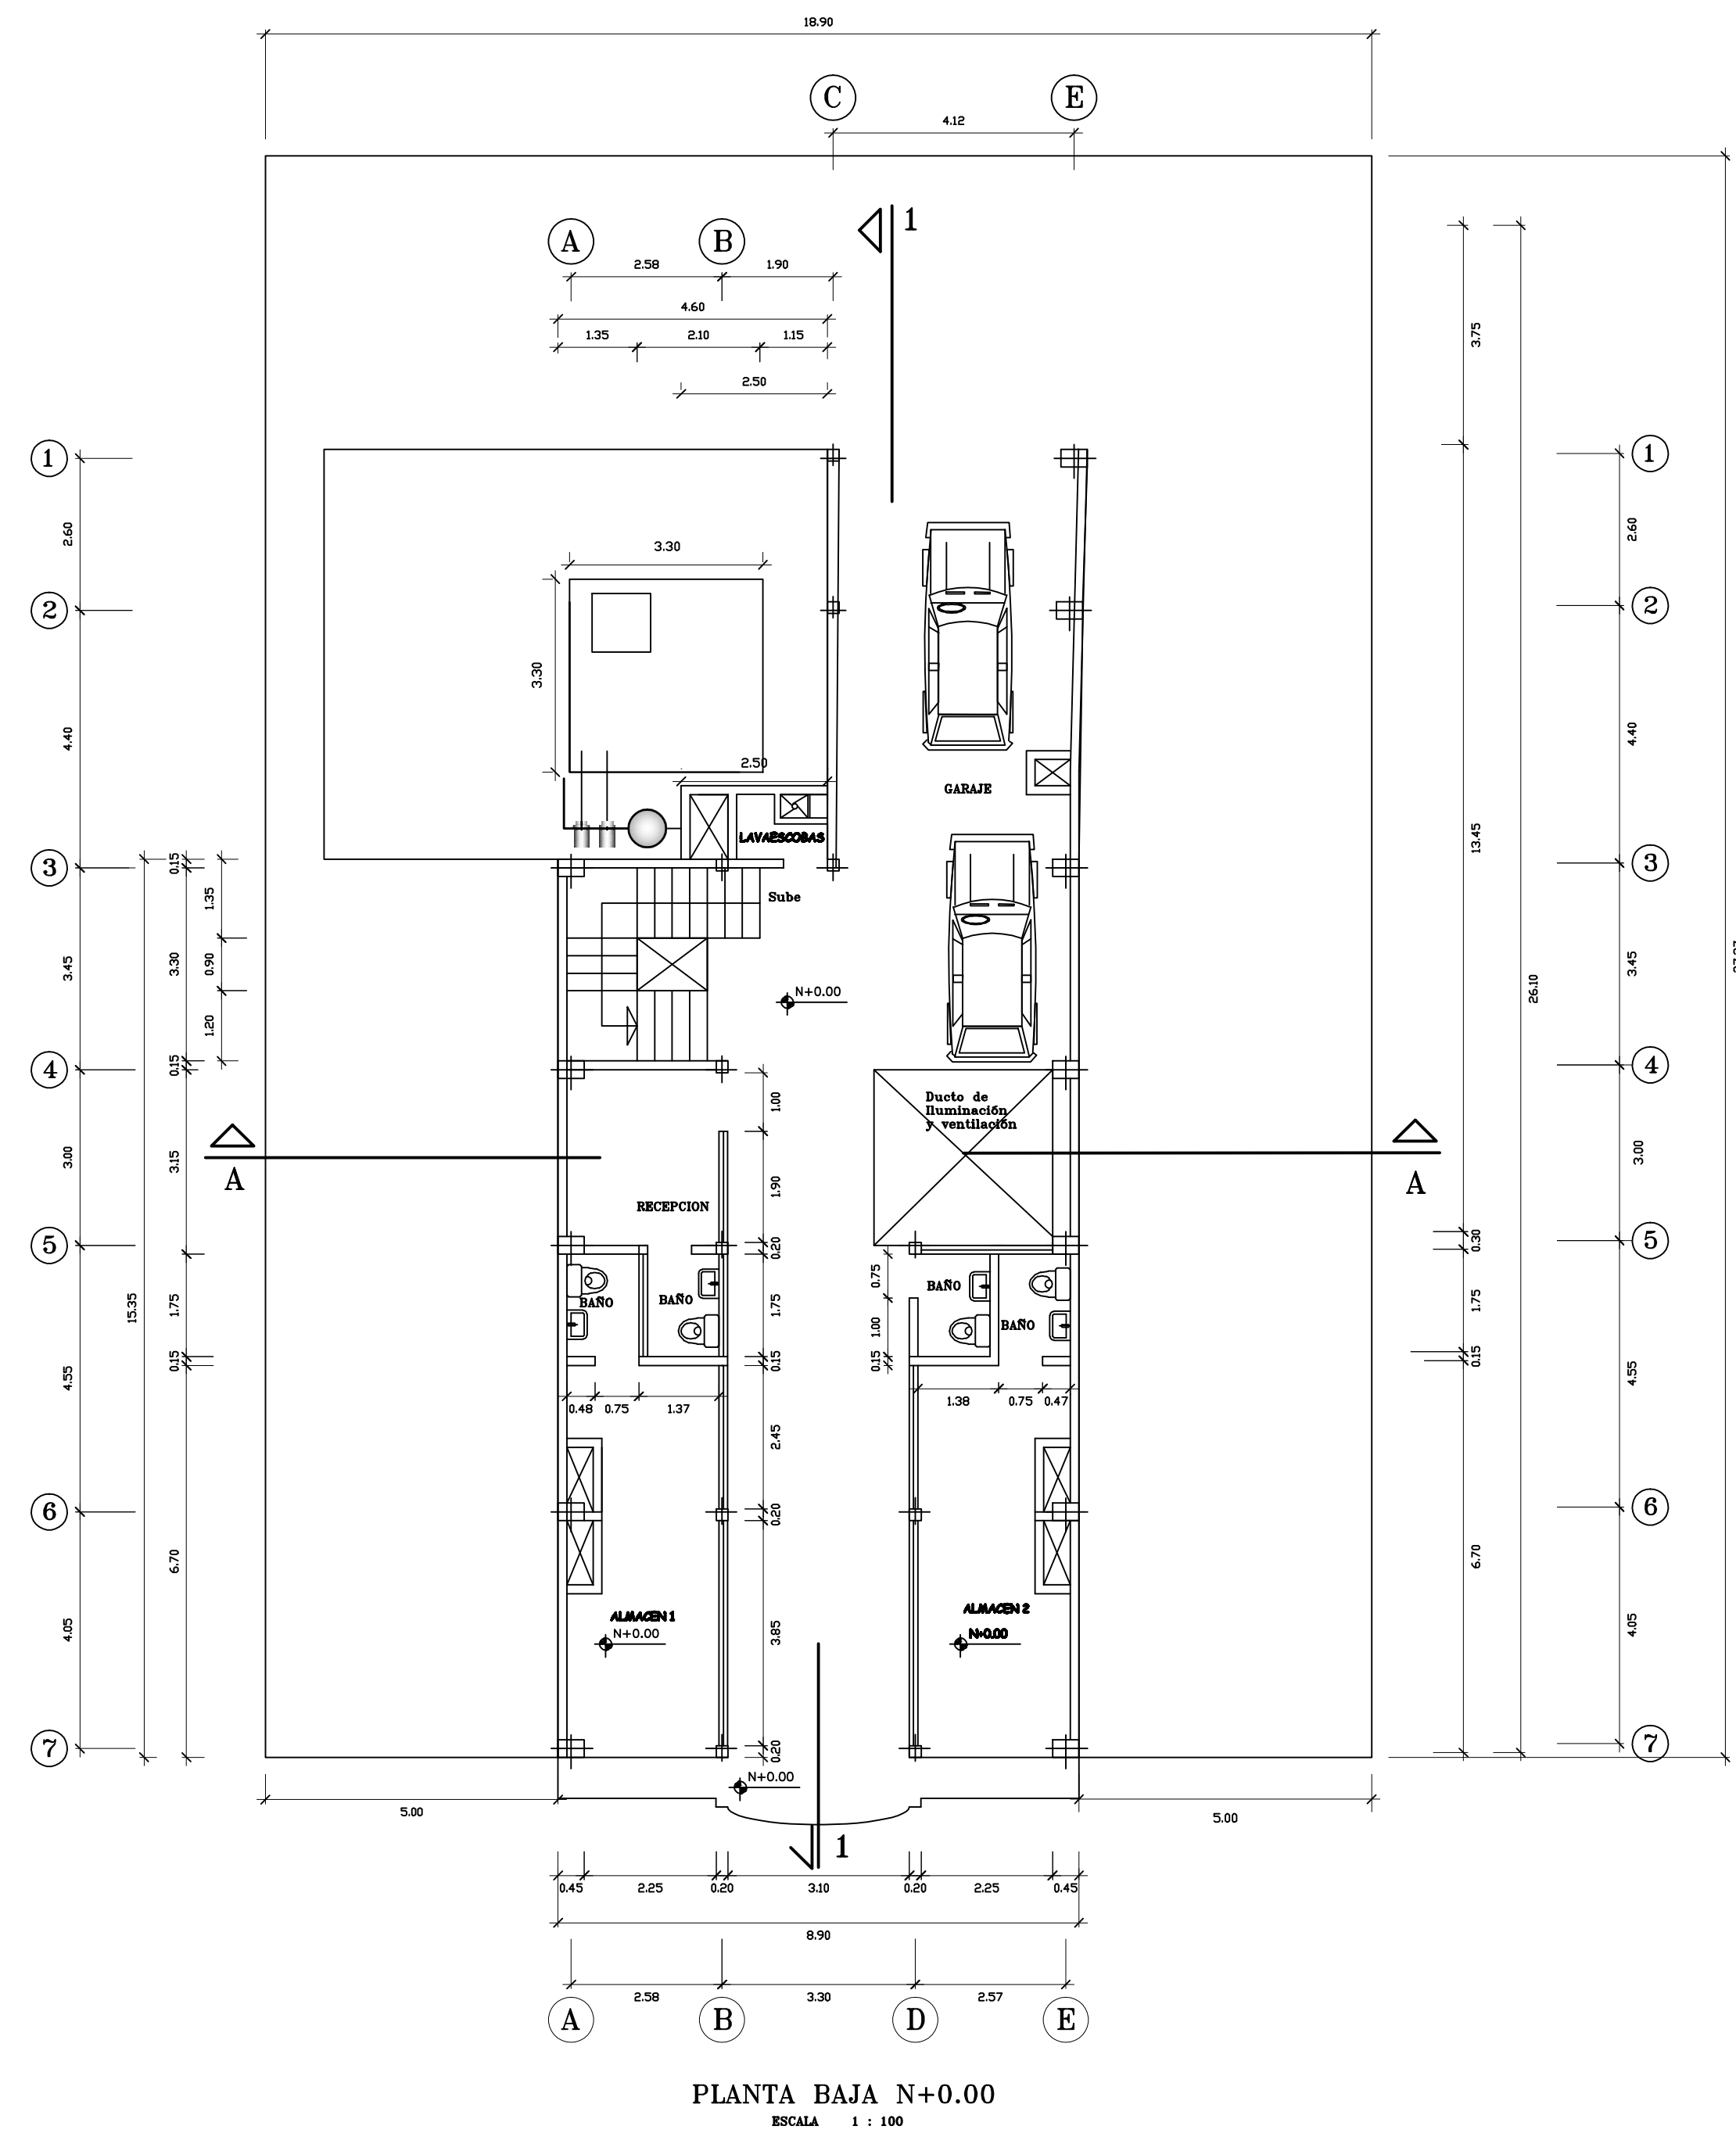 18.90
C E
4.12
1
A B
2.58 1.90
4.60
1.35 2.10 1.15
2.50
3.75
1 1
2.60 2.60
3.30
2 2
3.30
4.40 4.40
2.50
GARAJE
LAVAESCOBAS
13.45
3 0.15 3
1.35 Sube
3.45 3.30 0.90 3.45
N+0.00
26.10
1.20
4 0.15 4
1.00
Ducto de
Iluminación
y ventilación
A 3.00 3.15 3.00 A
1.90
RECEPCION
5 0.20 0.30 5
0.75
BAÑO BAÑO BAÑO
15.35 1.75 1.75 1.75
1.00 BAÑO
0.15 0.15 0.15 0.15
4.55 4.55
0.48 0.75 1.37 1.38 0.75 0.47
2.45
6 0.20 6
6.70 6.70
ALMACEN 1 ALMACEN 2
N+0.00 N+0.00
4.05 3.85 4.05
7 0.20 7
N+0.00
5.00 5.00
1
0.45 2.25 0.20 3.10 0.20 2.25 0.45
8.90
2.58 3.30 2.57
A B D E
PLANTA BAJA N+0.00
ESCALA 1 : 100